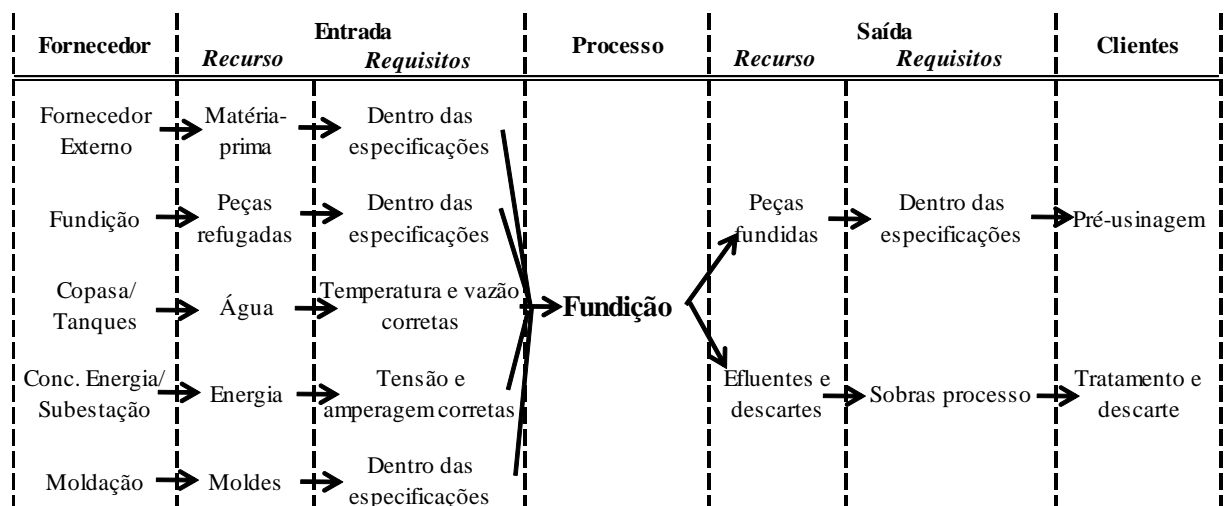 Fornecedor
Entrada
Recurso
Requisitos
Processo
Saída
Recurso
Requisitos
Clientes
Fornecedor
Externo
Matéria-
prima
Dentro das
especificações
Fundição
Peças
refugadas
Dentro das
especificações
Copasa/
Tanques
Água
Temperatura e vazão
corretas
Conc. Energia/
Subestação
Energia
Tensão e
amperagem corretas
Moldação
Moldes
Dentro das
especificações
Fundição
Peças
fundidas
Dentro das
especificações
Pré-usinagem
Efluentes e
descartes
Sobras processo
Tratamento e
descarte